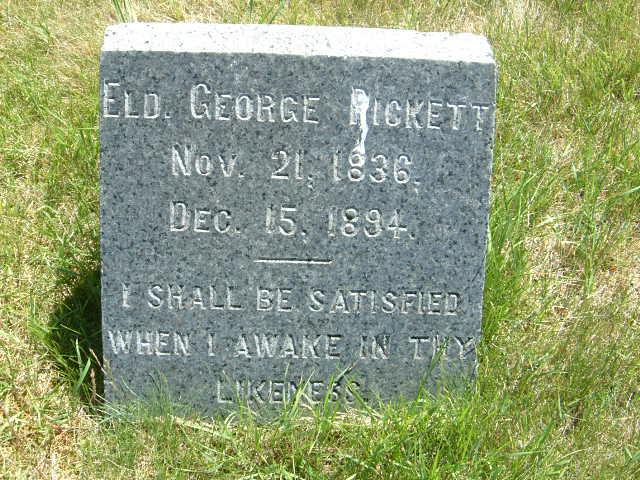 ELD. GEORGE RICKETT
NOV. 21, 1836,
DEC. 15, 1894.
I SHALL BE SATISFIED
WHEN I AWAKE IN THY
LIKENESS.